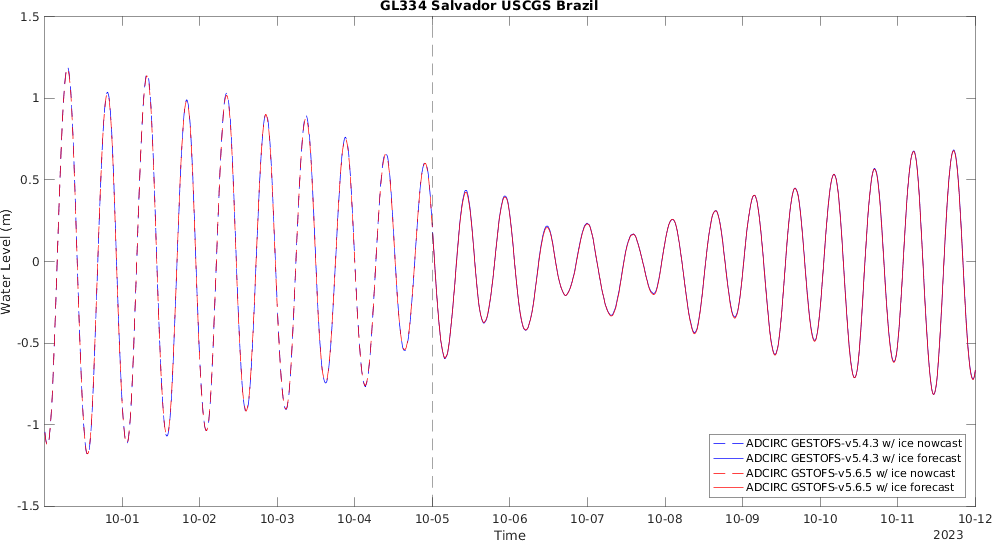 GL334 Salvador USCGS Brazil
1.5
1
0.5
0
-0.5
-1
-1.5
Water Level (m)
10-01 10-02 10-03 10-04 10-05 10-06 10-07 10-08 10-09 10-10 10-11 10-12
Time
2023
ADCIRC GESTOFS-v5.4.3 w/ ice nowcast
ADCIRC GESTOFS-v5.4.3 w/ ice forecast
ADCIRC GSTOFS-v5.6.5 w/ ice nowcast
ADCIRC GSTOFS-v5.6.5 w/ ice forecast